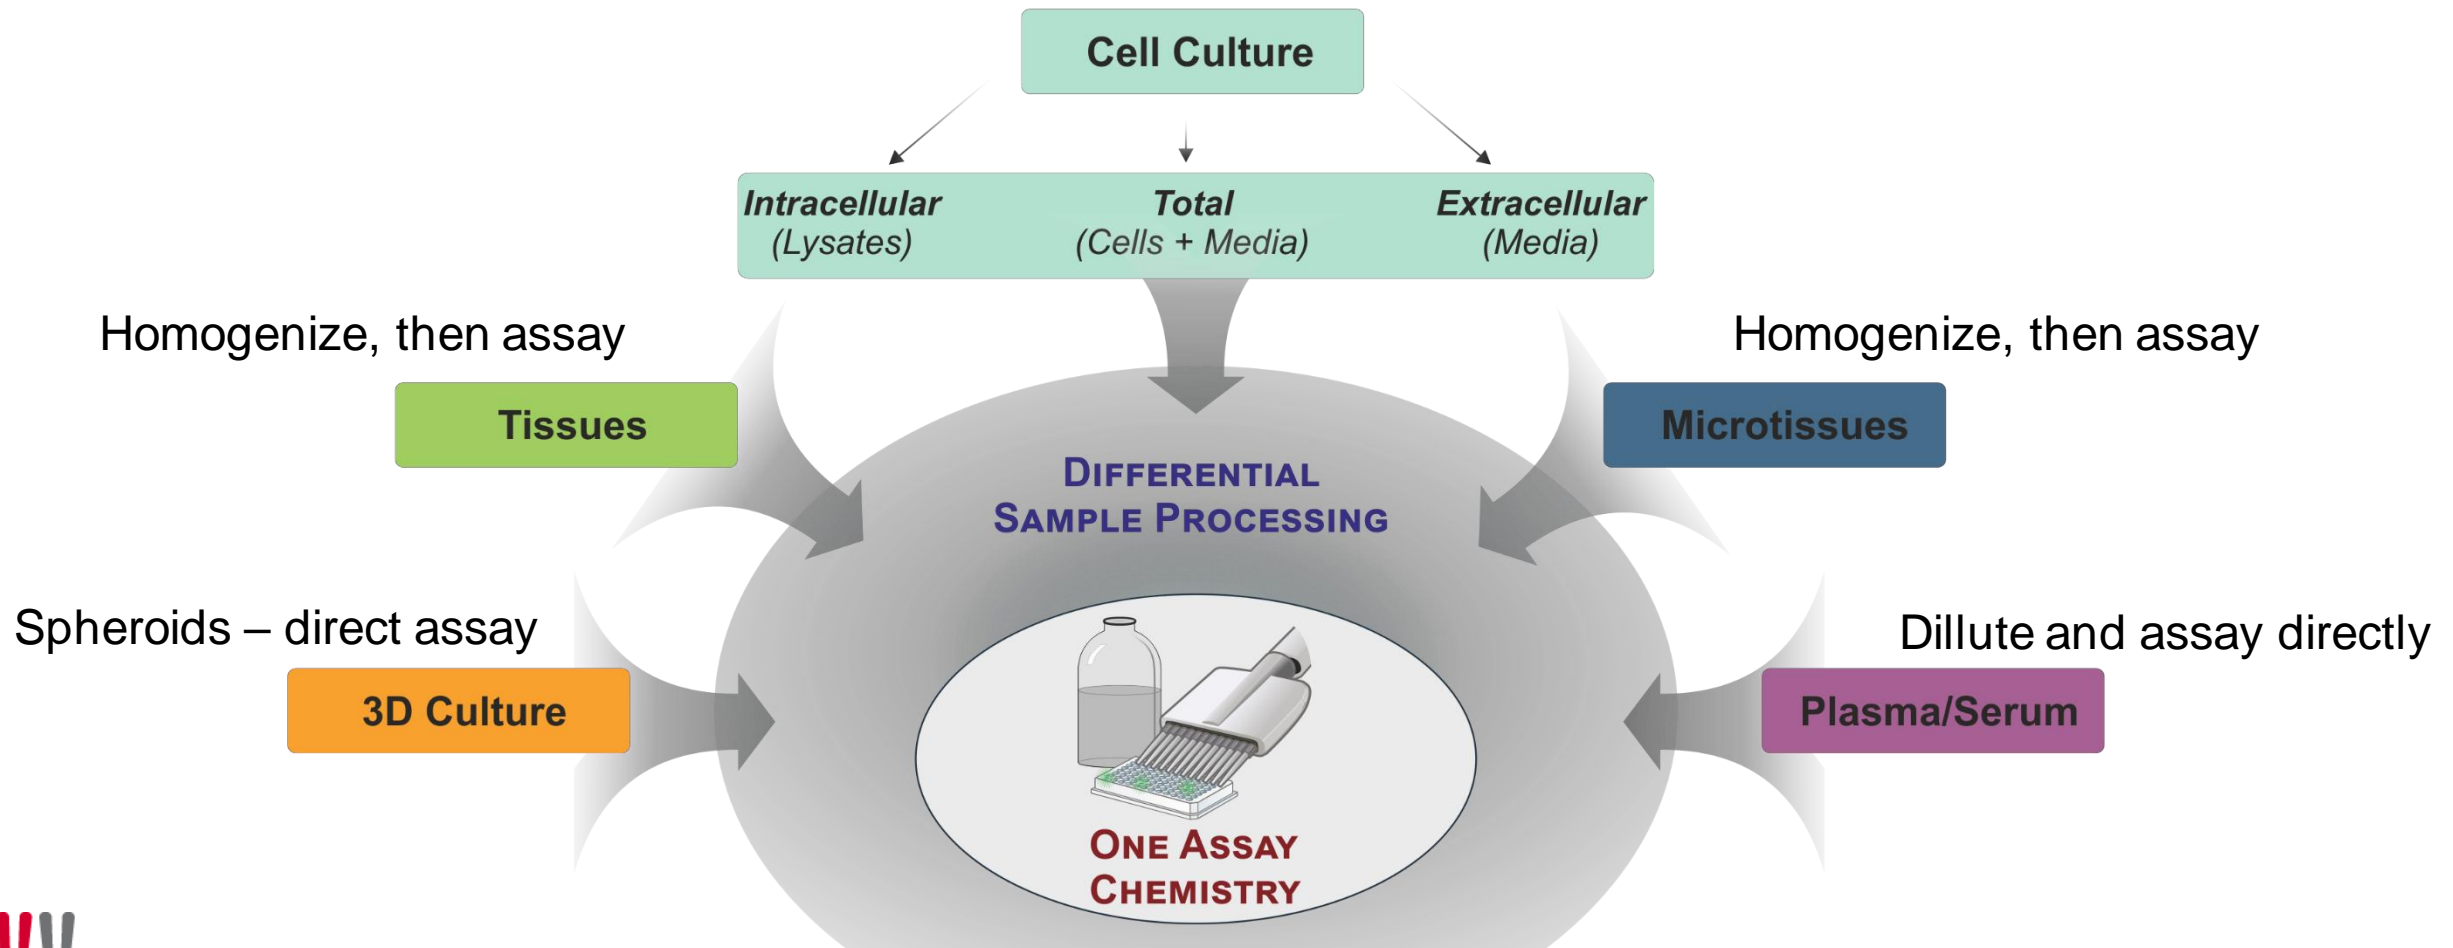 Cell Culture
Intracellular
(Lysates)
Total
(Cells + Media)
Extracellular
(Media)
Homogenize, then assay
Tissues
Homogenize, then assay
Microtissues
DIFFERENTIAL
SAMPLE PROCESSING
Spheroids – direct assay
3D Culture
Dillute and assay directly
Plasma/Serum
ONE ASSAY
CHEMISTRY